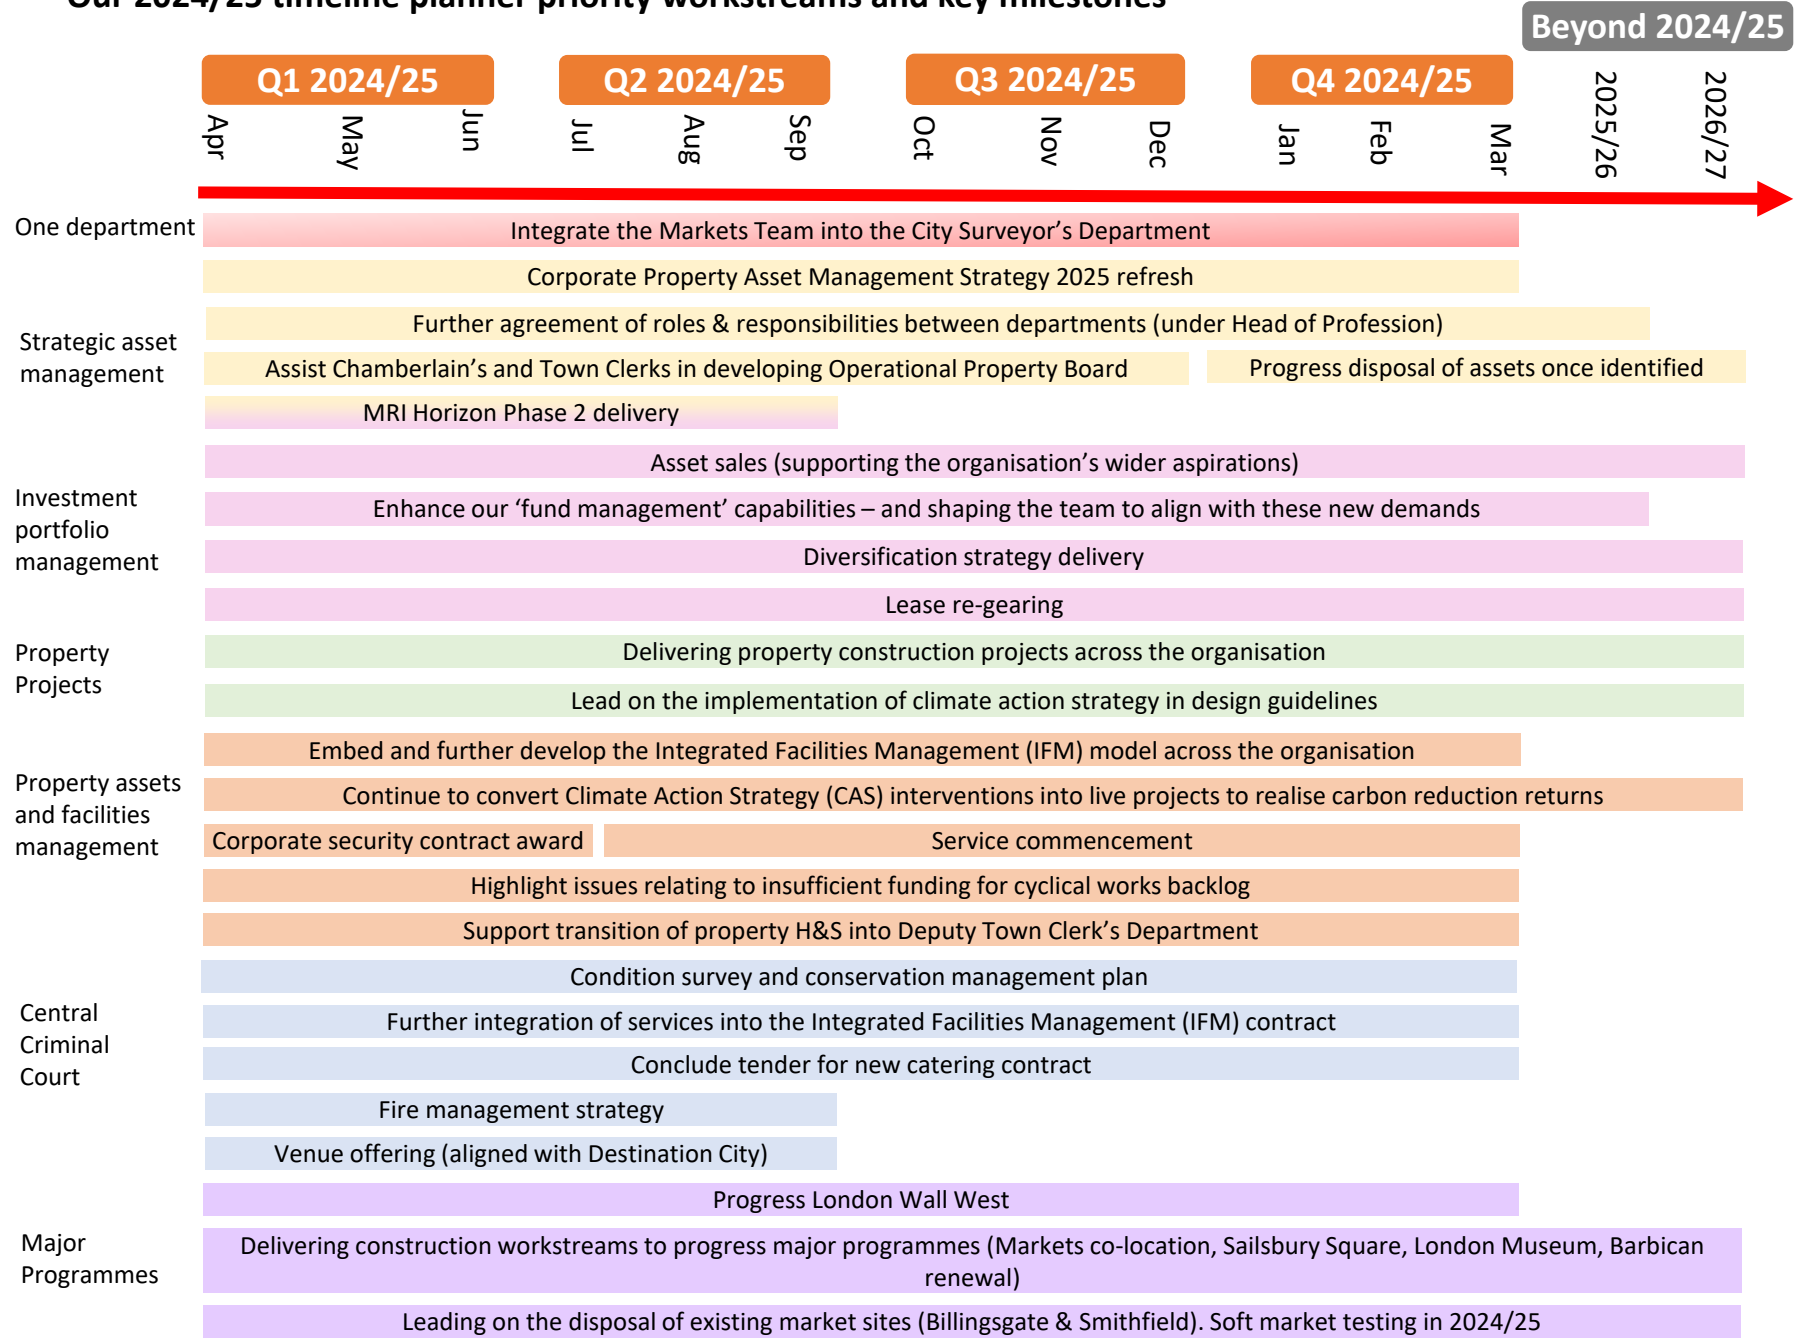 Our 2024/25 timeline planner priority workstreams and key milestones
Beyond 2024/25
Q1 2024/25
Q2 2024/25
Q3 2024/25
Q4 2024/25
Apr
May
Jun
Jul
Aug
Sep
Oct
Nov
Dec
Jan
Feb
Mar
2025/26
2026/27
One department
Integrate the Markets Team into the City Surveyor's Department
Corporate Property Asset Management Strategy 2025 refresh
Strategic asset
management
Further agreement of roles & responsibilities between departments (under Head of Profession)
Assist Chamberlain's and Town Clerks in developing Operational Property Board
Progress disposal of assets once identified
MRI Horizon Phase 2 delivery
Investment
portfolio
management
Asset sales (supporting the organisation's wider aspirations)
Enhance our 'fund management' capabilities – and shaping the team to align with these new demands
Diversification strategy delivery
Lease re-gearing
Property
Projects
Delivering property construction projects across the organisation
Lead on the implementation of climate action strategy in design guidelines
Property assets
and facilities
management
Embed and further develop the Integrated Facilities Management (IFM) model across the organisation
Continue to convert Climate Action Strategy (CAS) interventions into live projects to realise carbon reduction returns
Corporate security contract award
Service commencement
Highlight issues relating to insufficient funding for cyclical works backlog
Support transition of property H&S into Deputy Town Clerk's Department
Central
Criminal
Court
Condition survey and conservation management plan
Further integration of services into the Integrated Facilities Management (IFM) contract
Conclude tender for new catering contract
Fire management strategy
Venue offering (aligned with Destination City)
Major
Programmes
Progress London Wall West
Delivering construction workstreams to progress major programmes (Markets co-location, Sailsbury Square, London Museum, Barbican
renewal)
Leading on the disposal of existing market sites (Billingsgate & Smithfield). Soft market testing in 2024/25